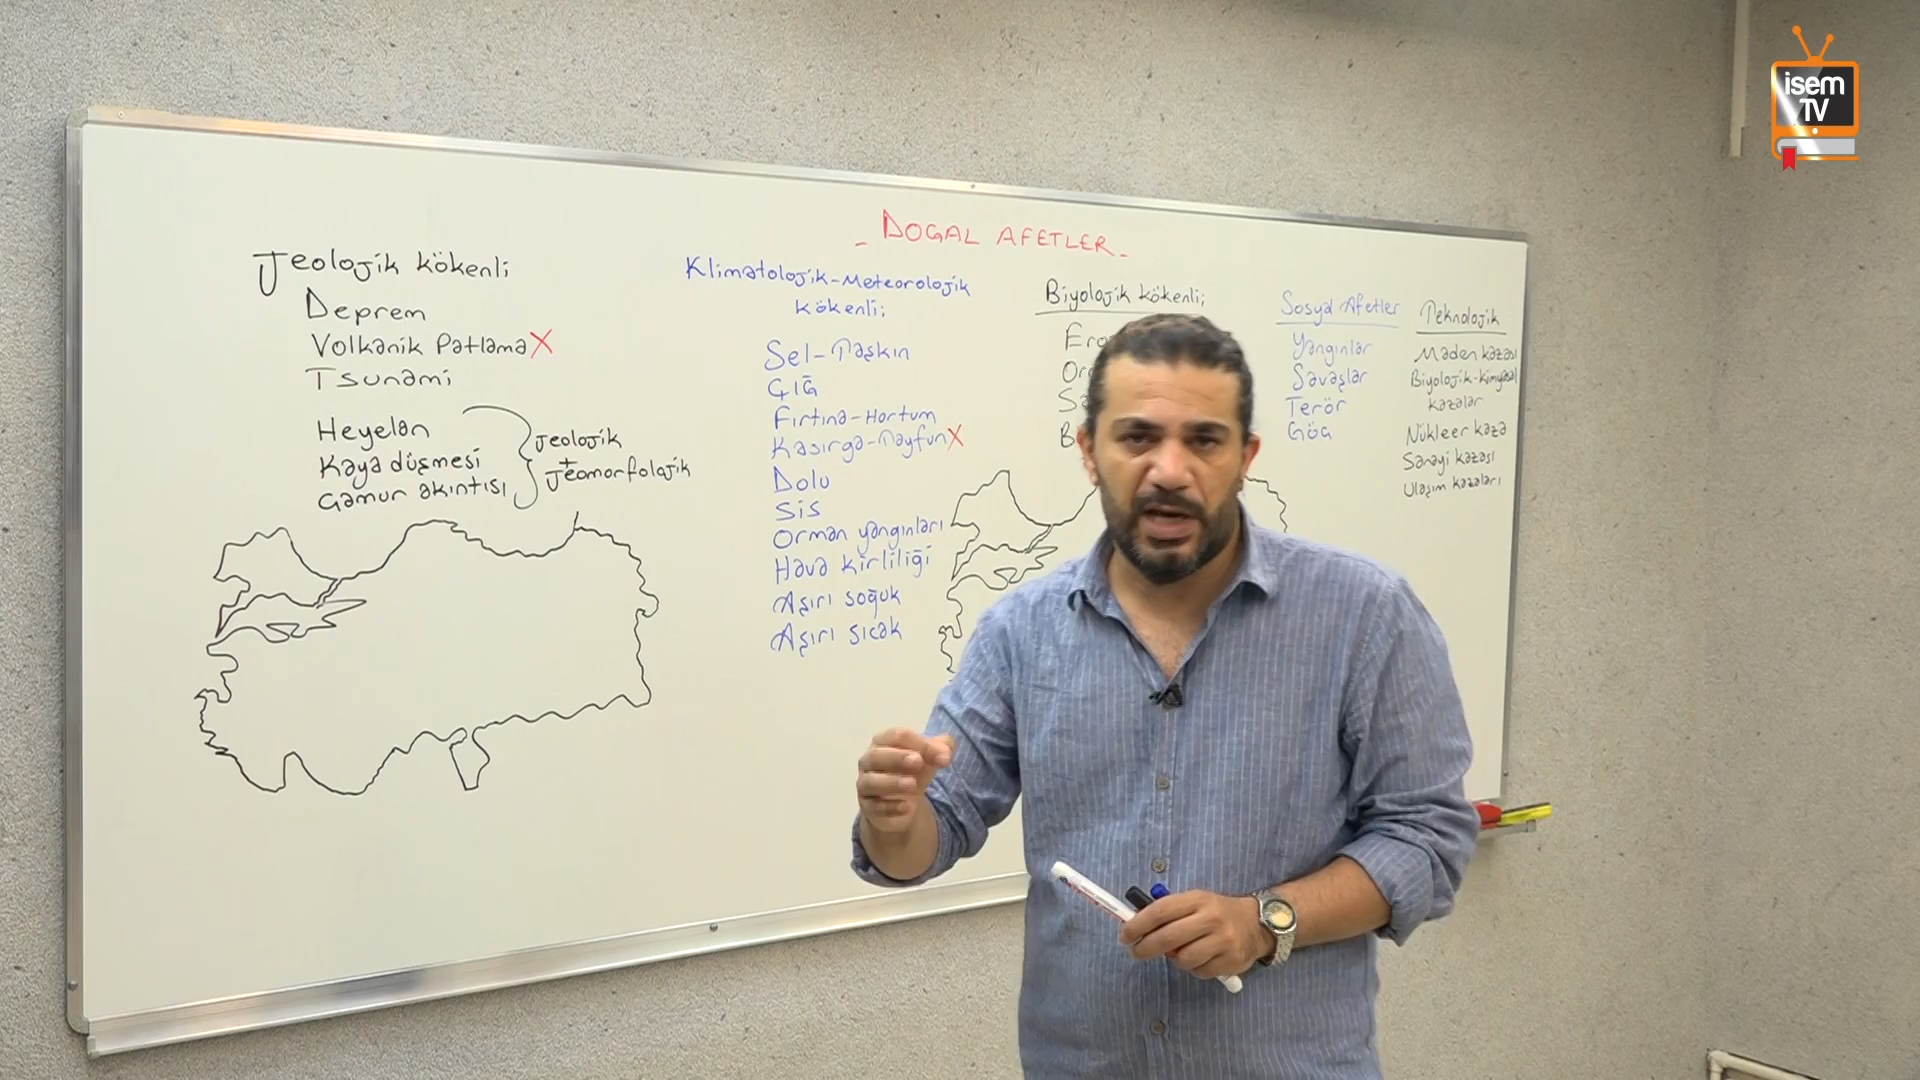 isem
TV
- DOĞAL AFETLER -
Jeolojik kökenli
Deprem
Volkanik Patlama X
Tsunami
Heyelan
Kaya düşmesi
Çamur akıntısı
Jeolojik
+
Jeomorfolojik
Klimatolojik-Meteorolojik
kökenli;
Sel-Taşkın
ÇIĞ
Fırtına-Hortum
Kasırga-Tayfun X
Dolu
Sis
Orman yangınları
Hava kirliliği
Aşırı soğuk
Aşırı sıcak
Biyolojik kökenli;
Sosyal Afetler
Yangınlar
Savaşlar
Terör
Göç
Teknolojik
Maden kazası
Biyolojik-kimyasal
kazalar
Nükleer kaza
Sanayi kazası
Ulaşım kazaları